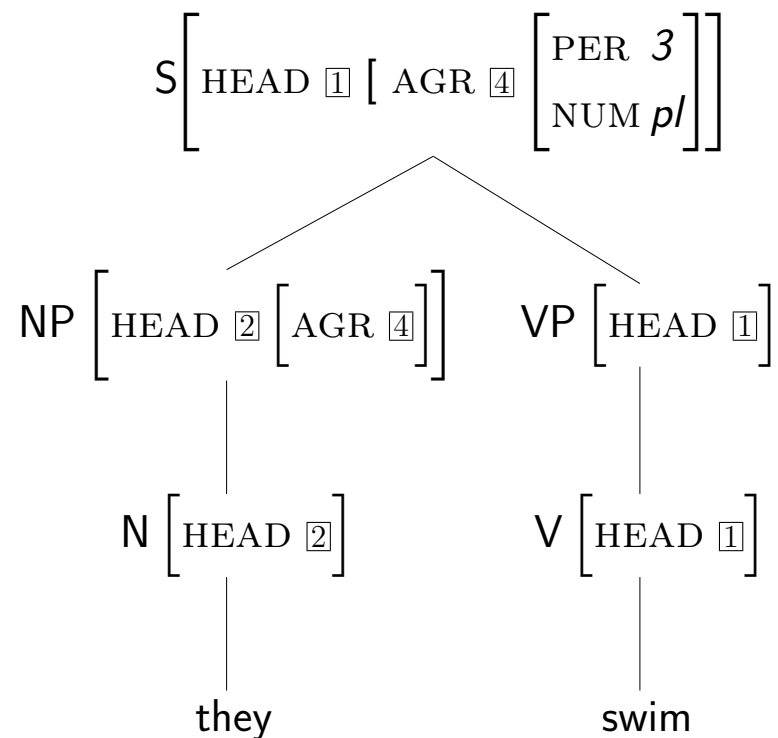 S[HEAD 1 [ AGR 4 [PER 3
NUM pl]]]
NP [HEAD 2 [AGR 4]] VP [HEAD 1]
N [HEAD 2] V [HEAD 1]
they swim